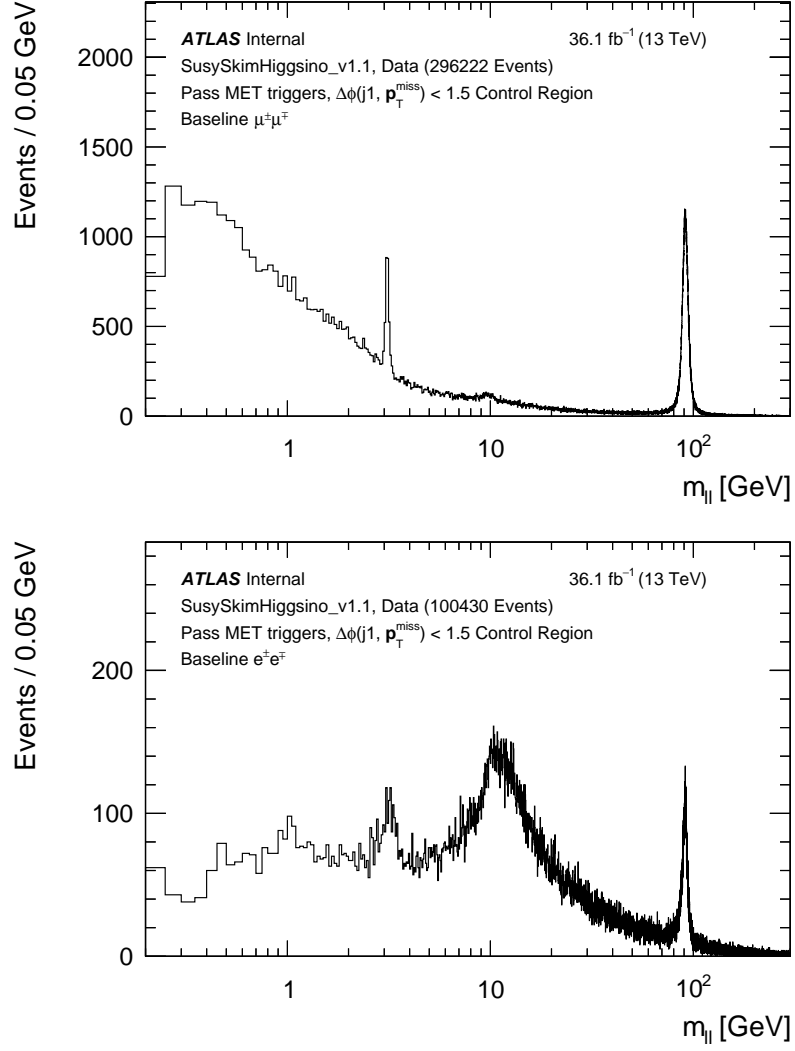 ATLAS Internal 36.1 fb⁻¹ (13 TeV)
SusySkimHiggsino_v1.1, Data (296222 Events)
Pass MET triggers, Δϕ(j1, p_T^miss) < 1.5 Control Region
Baseline μ±μ∓
Events / 0.05 GeV
2000
1500
1000
500
0
1 10 10²
m_ll [GeV]
ATLAS Internal 36.1 fb⁻¹ (13 TeV)
SusySkimHiggsino_v1.1, Data (100430 Events)
Pass MET triggers, Δϕ(j1, p_T^miss) < 1.5 Control Region
Baseline e±e∓
Events / 0.05 GeV
200
100
0
1 10 10²
m_ll [GeV]